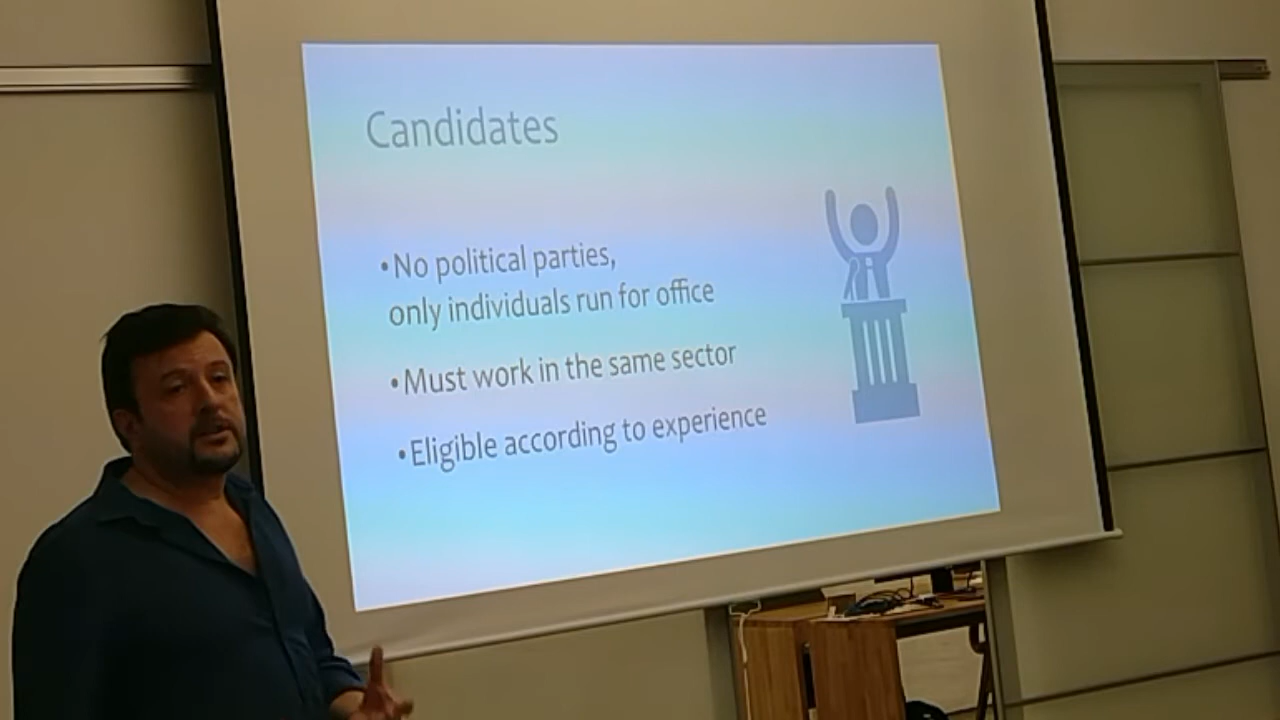 Candidates
•No political parties,
only individuals run for office
•Must work in the same sector
•Eligible according to experience